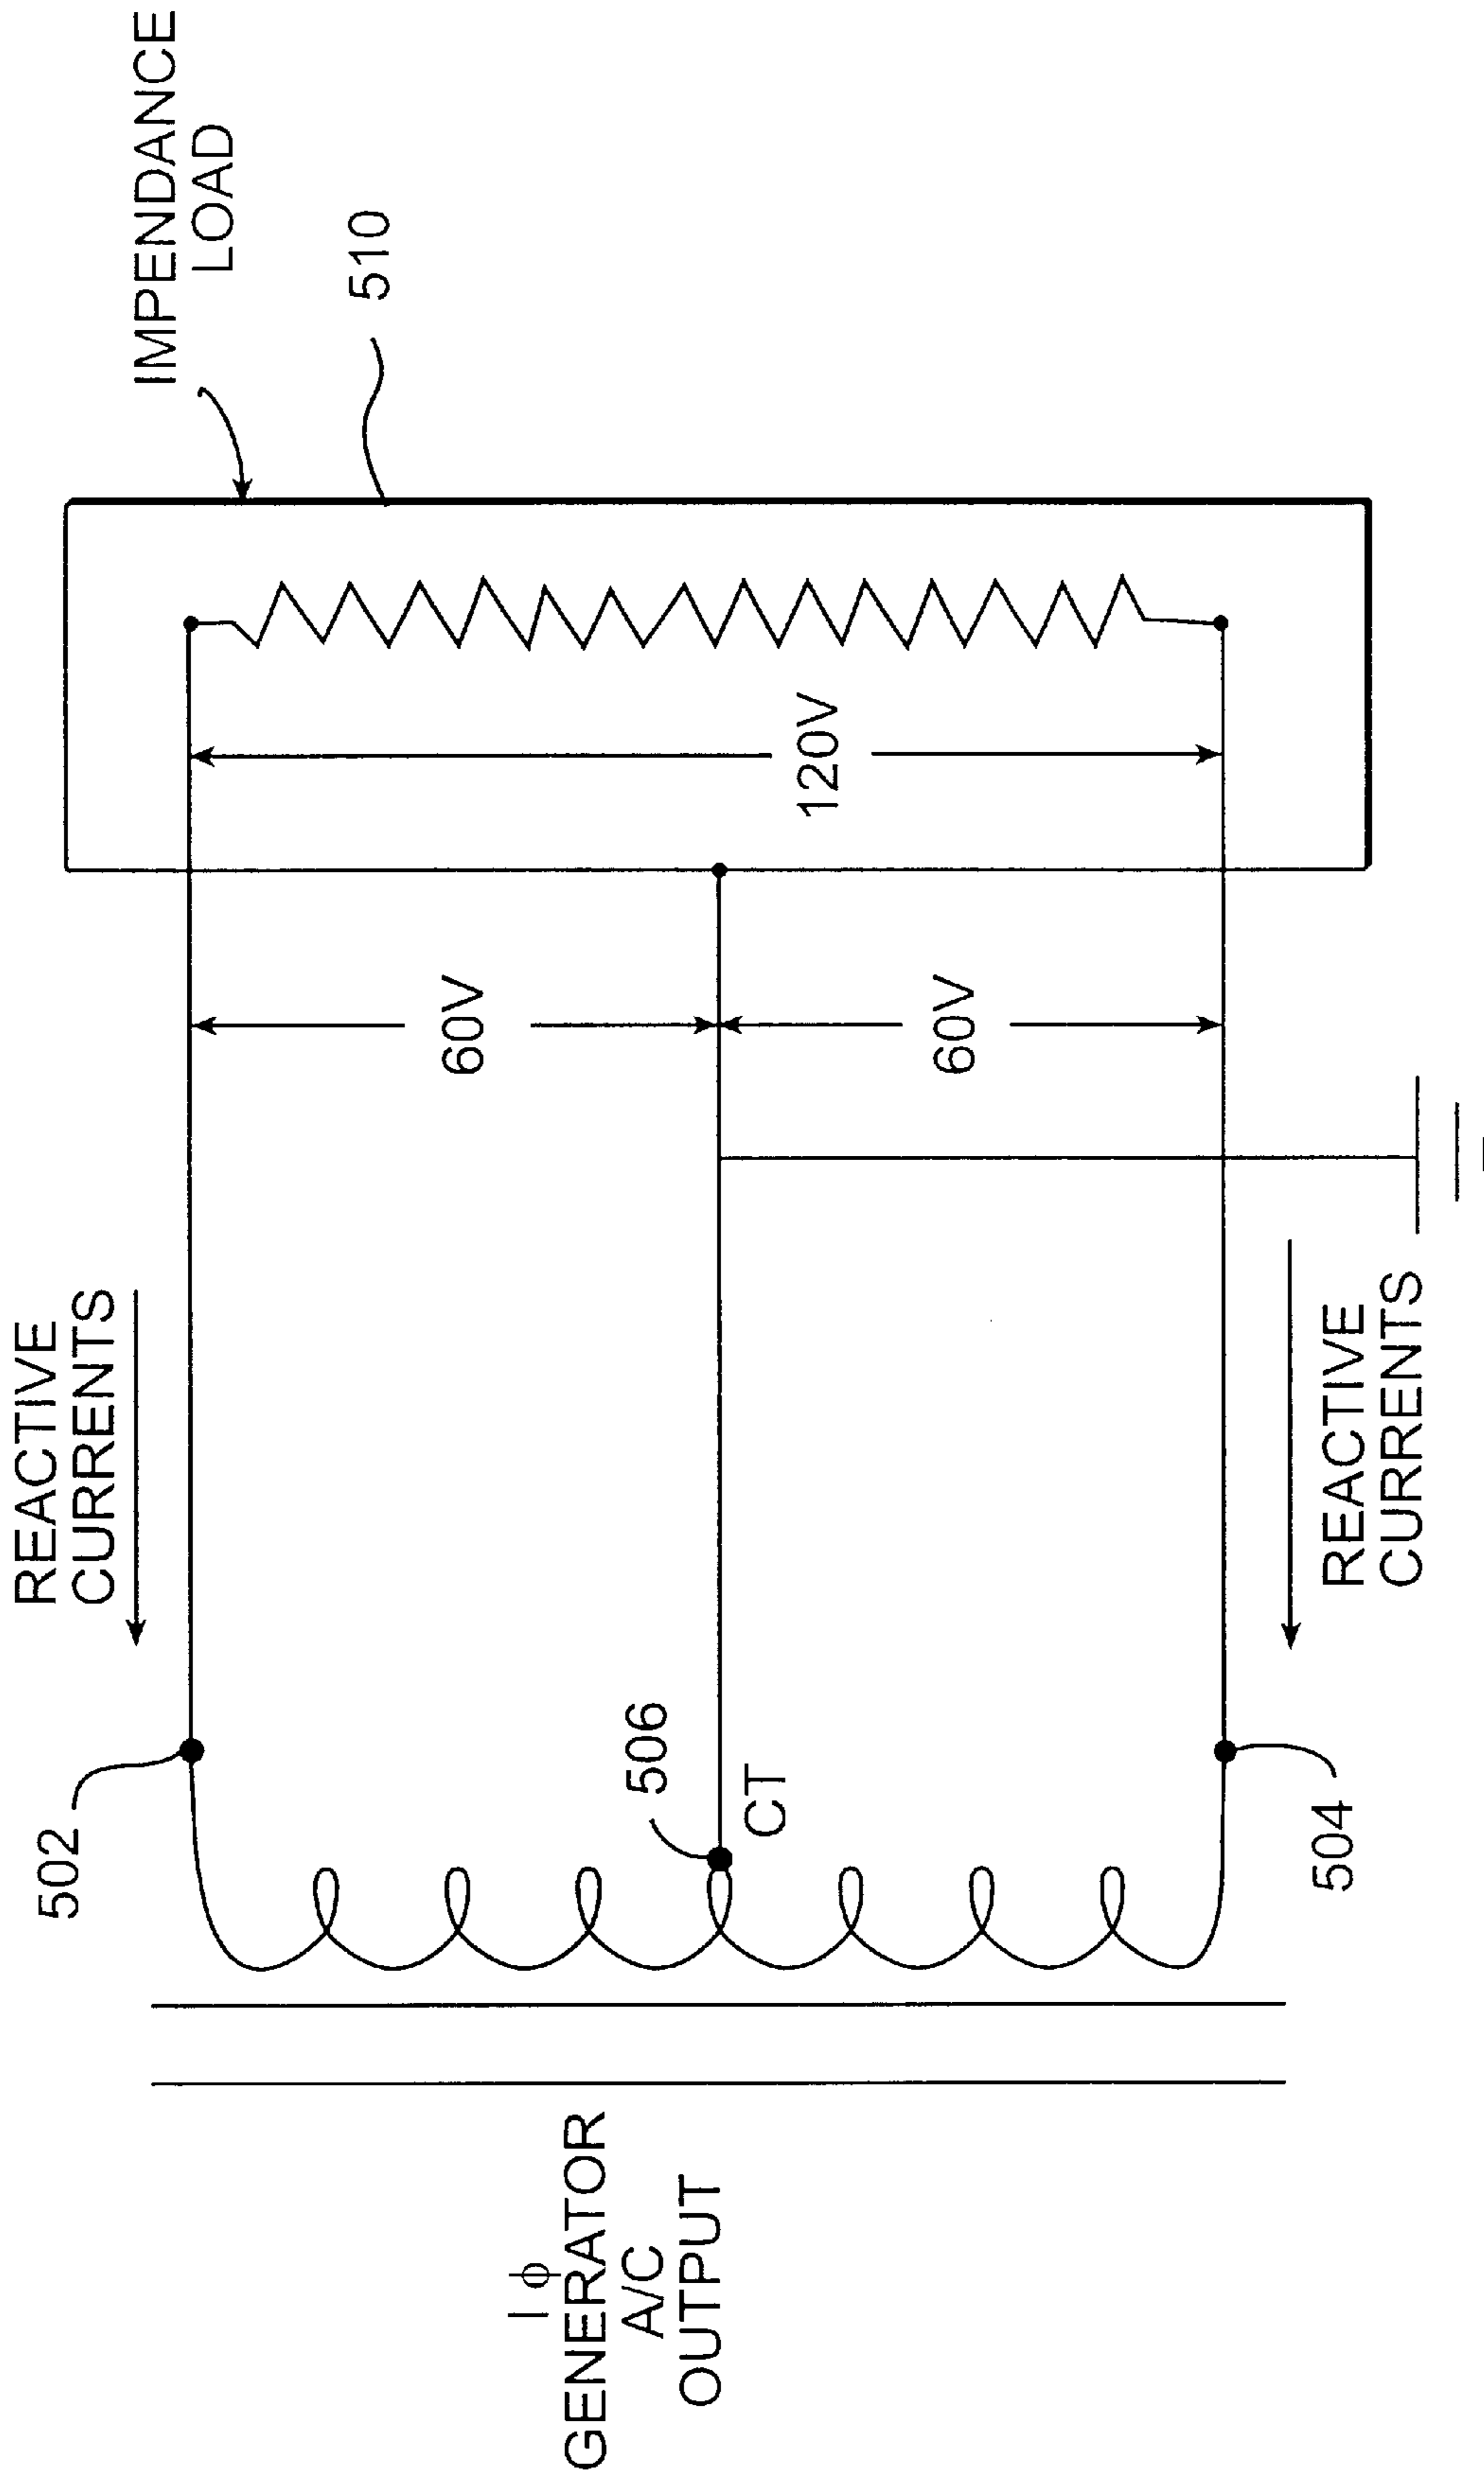 IMPENDANCE
LOAD
510
120V
60V
60V
REACTIVE
CURRENTS
REACTIVE
CURRENTS
502
506
CT
504
I ϕ
GENERATOR
A/C
OUTPUT